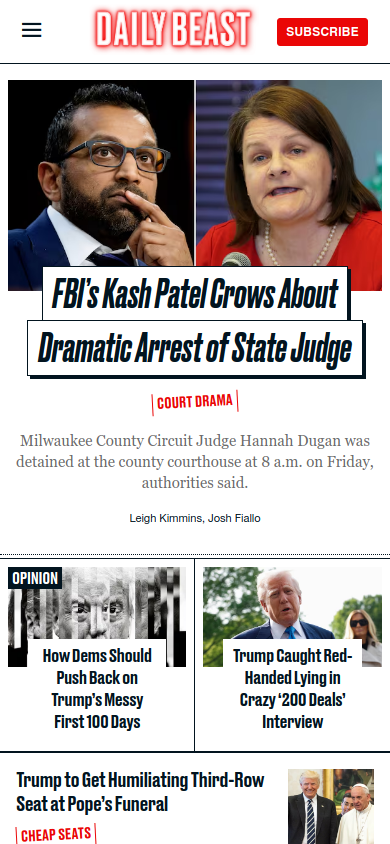 DAILY BEAST
SUBSCRIBE
FBI's Kash Patel Crows About
Dramatic Arrest of State Judge
COURT DRAMA
Milwaukee County Circuit Judge Hannah Dugan was
detained at the county courthouse at 8 a.m. on Friday,
authorities said.
Leigh Kimmins, Josh Fiallo
OPINION
How Dems Should
Push Back on
Trump's Messy
First 100 Days
Trump Caught Red-
Handed Lying in
Crazy ‘200 Deals’
Interview
Trump to Get Humiliating Third-Row
Seat at Pope's Funeral
CHEAP SEATS